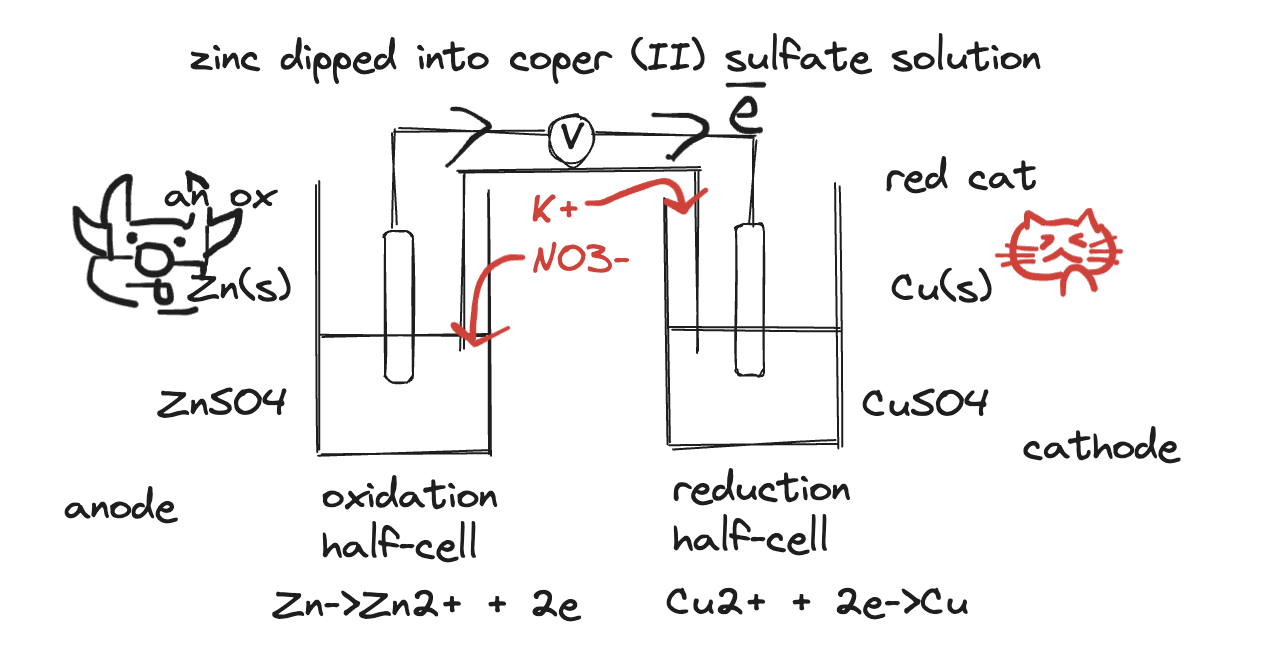 zinc dipped into coper (II) sulfate solution
e
V
an ox
red cat
K+
NO3-
Zn(s)
Cu(s)
ZnSO4
CuSO4
cathode
anode
oxidation
half-cell
reduction
half-cell
Zn->Zn2+ + 2e
Cu2+ + 2e->Cu